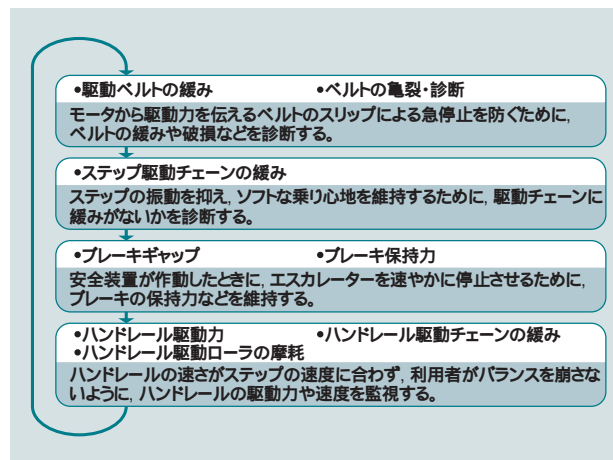 •駆動ベルトの緩み　•ベルトの亀裂・診断
モータから駆動力を伝えるベルトのスリップによる急停止を防ぐために,
ベルトの緩みや破損などを診断する。
•ステップ駆動チェーンの緩み
ステップの振動を抑え, ソフトな乗り心地を維持するために, 駆動チェーンに
緩みがないかを診断する。
•ブレーキギャップ　•ブレーキ保持力
安全装置が作動したときに, エスカレーターを速やかに停止させるために,
ブレーキの保持力などを維持する。
•ハンドレール駆動力　•ハンドレール駆動チェーンの緩み
•ハンドレール駆動ローラの摩耗
ハンドレールの速さがステップの速度に合わず, 利用者がバランスを崩さな
いように, ハンドレールの駆動力や速度を監視する。